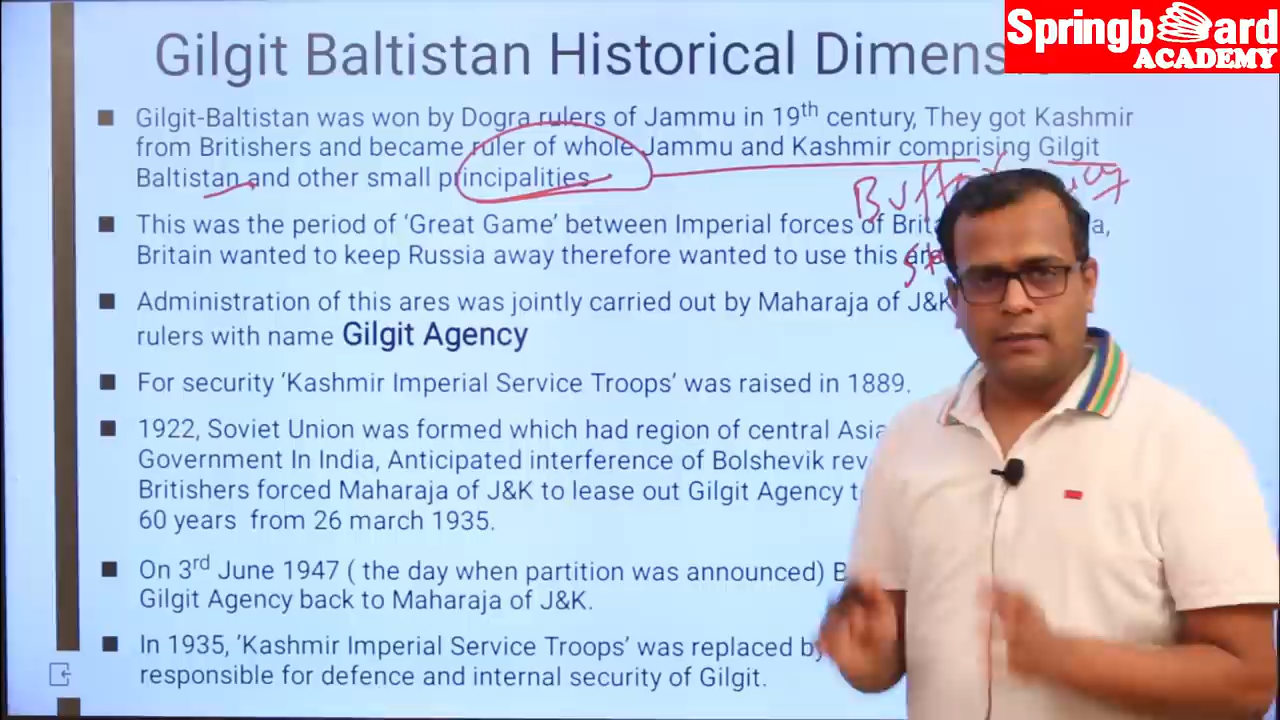 Springboard
ACADEMY
Gilgit Baltistan Historical
Gilgit-Baltistan was won by Dogra rulers of Jammu in 19th century, They got Kashmir
from Britishers and became ruler of whole Jammu and Kashmir comprising Gilgit
Baltistan and other small principalities
This was the period of ‘Great Game’ between Imperial forces of
Britain wanted to keep Russia away therefore wanted to use this
Administration of this ares was jointly carried out by Maharaja of J&K
rulers with name Gilgit Agency
For security ‘Kashmir Imperial Service Troops’ was raised in 1889.
1922, Soviet Union was formed which had region of central Asia
Government In India, Anticipated interference of Bolshevik
Britishers forced Maharaja of J&K to lease out Gilgit Agency
60 years from 26 march 1935.
On 3rd June 1947 ( the day when partition was announced)
Gilgit Agency back to Maharaja of J&K.
In 1935, ‘Kashmir Imperial Service Troops’ was replaced by
responsible for defence and internal security of Gilgit.